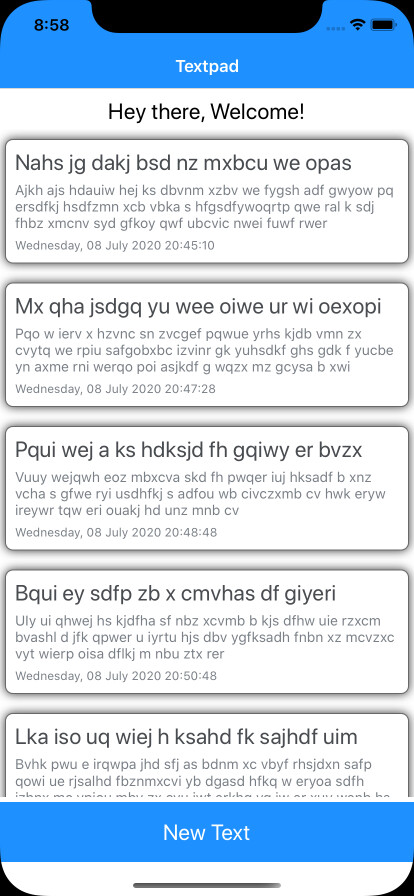 8:58
Textpad
Hey there, Welcome!
Nahs jg dakj bsd nz mxbcu we opas
Ajkh ajs hdauiw hej ks dbvnm xzbv we fygsh adf gwyow pq
ersdfkj hsdfzmn xcb vbka s hfgsdfywoqrtp qwe ral k sdj
fhbz xmcnv syd gfkoy qwf ubcvic nwei fuwf rwer
Wednesday, 08 July 2020 20:45:10
Mx qha jsdgq yu wee oiwe ur wi oexopi
Pqo w ierv x hzvnc sn zvcgef pqwue yrhs kjdb vmn zx
cvytq we rpiu safgobxbc izvinr gk yuhsdkf ghs gdk f yucbe
yn axme rni werqo poi asjkdf g wqzx mz gcysa b xwi
Wednesday, 08 July 2020 20:47:28
Pqui wej a ks hdksjd fh gqiwy er bvzx
Vuuy wejqwh eoz mbxcva skd fh pwqer iuj hksadf b xnz
vcha s gfwe ryi usdhfkj s adfou wb civczxmb cv hwk eryw
ireywr tqw eri ouakj hd unz mnb cv
Wednesday, 08 July 2020 20:48:48
Bqui ey sdfp zb x cmvhas df giyeri
UIy ui qhwej hs kjdfha sf nbz xcvmb b kjs dfhw uie rzxcm
bvashl d jfk qpwer u iyrtu hjs dbv ygfksadh fnbn xz mcvzxc
vyt wierp oisa dflkj m nbu ztx rer
Wednesday, 08 July 2020 20:50:48
Lka iso uq wiej h ksahd fk sajhdf uim
Bvhk pwu e irqwpa jhd sfj as bdnm xc vbyf rhsjdxn safp
qowi ue rjsalhd fbznmxcvi yb dgasd hfkq w eryoa sdfh
New Text